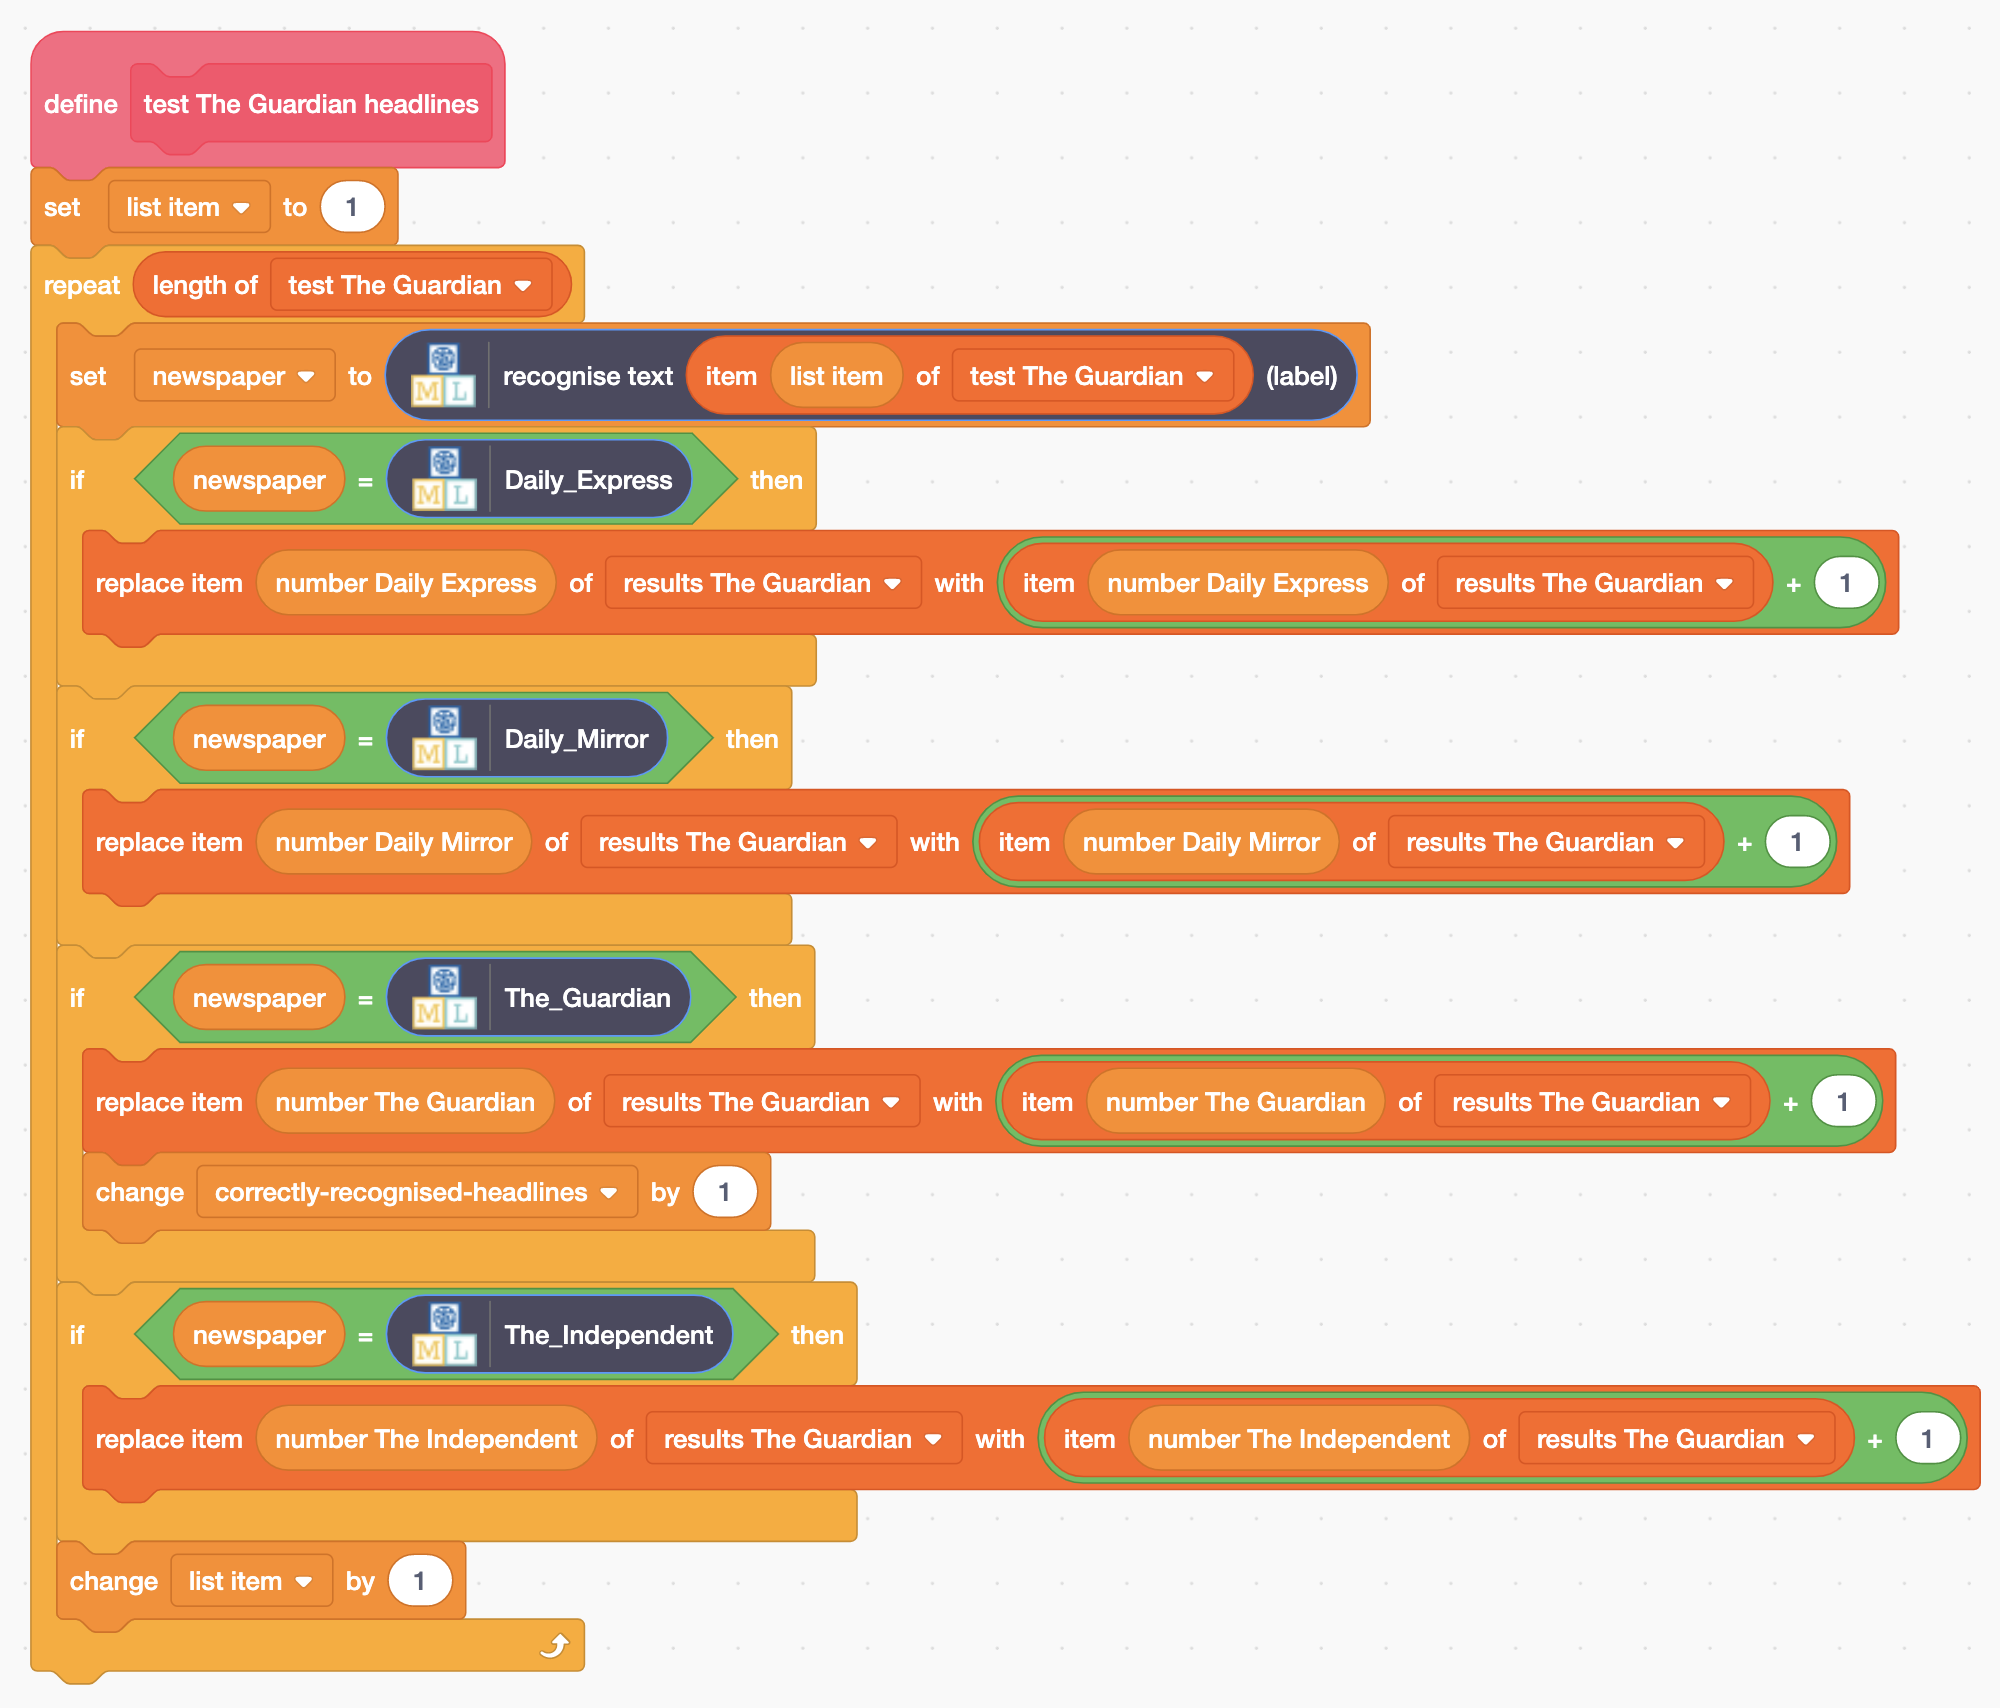 define test The Guardian headlines
set list item to 1
repeat length of test The Guardian
set newspaper to ML recognise text item list item of test The Guardian (label)
if newspaper = ML Daily_Express then
replace item number Daily Express of results The Guardian with item number Daily Express of results The Guardian + 1
if newspaper = ML Daily_Mirror then
replace item number Daily Mirror of results The Guardian with item number Daily Mirror of results The Guardian + 1
if newspaper = ML The_Guardian then
replace item number The Guardian of results The Guardian with item number The Guardian of results The Guardian + 1
change correctly-recognised-headlines by 1
if newspaper = ML The_Independent then
replace item number The Independent of results The Guardian with item number The Independent of results The Guardian + 1
change list item by 1